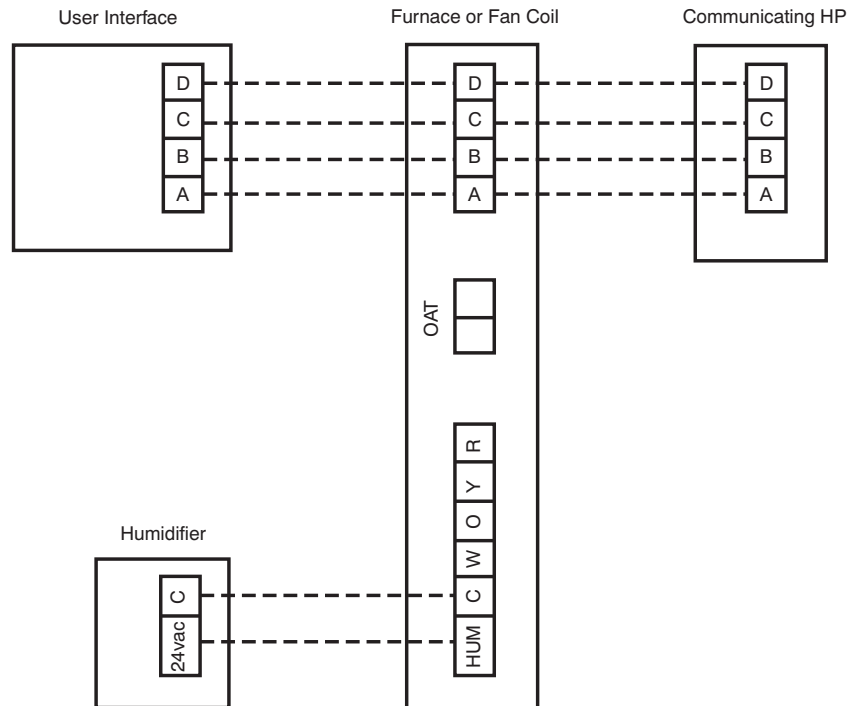 User Interface
Furnace or Fan Coil
Communicating HP
D
C
B
A
D
C
B
A
D
C
B
A
OAT
R
Y
O
W
C
HUM
Humidifier
C
24vac